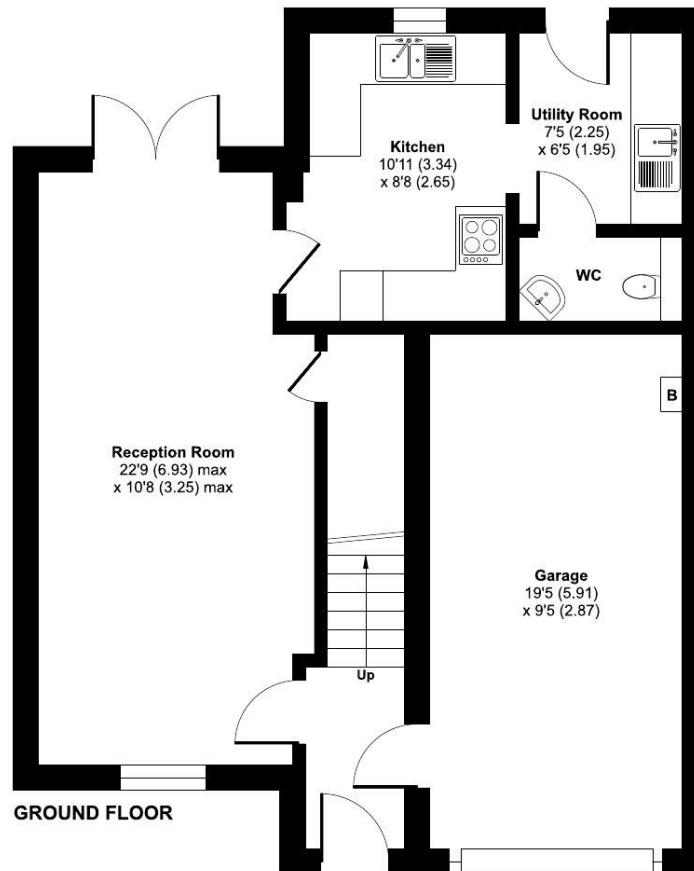 Kitchen
10'11 (3.34)
x 8'8 (2.65)
Utility Room
7'5 (2.25)
x 6'5 (1.95)
WC
B
Reception Room
22'9 (6.93) max
x 10'8 (3.25) max
Garage
19'5 (5.91)
x 9'5 (2.87)
Up
GROUND FLOOR